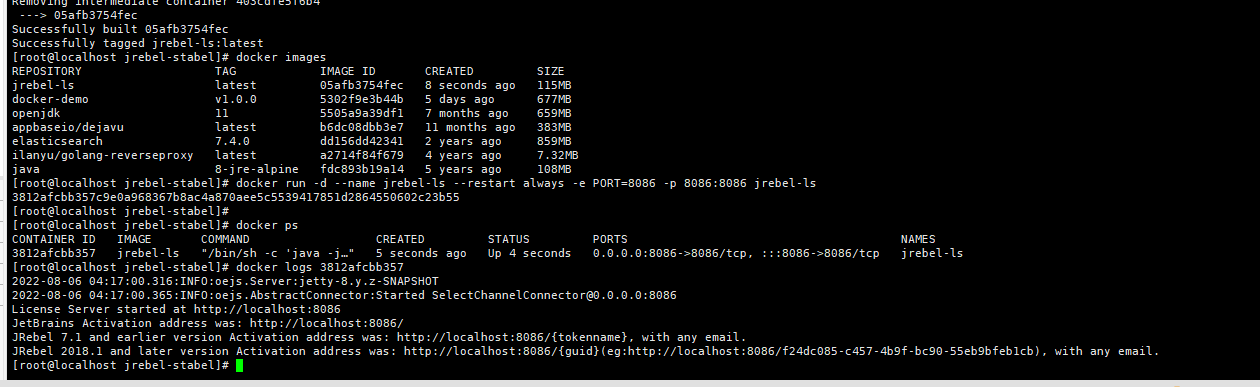 Removing intermediate container 403cdfe5f6b4
 ---> 05afb3754fec
Successfully built 05afb3754fec
Successfully tagged jrebel-ls:latest
[root@localhost jrebel-stabel]# docker images
REPOSITORY                 TAG            IMAGE ID       CREATED         SIZE
jrebel-ls                  latest         05afb3754fec   8 seconds ago   115MB
docker-demo                v1.0.0         5302f9e3b44b   5 days ago      677MB
openjdk                    11             5505a9a39df1   7 months ago    659MB
appbaseio/dejavu           latest         b6dc08dbb3e7   11 months ago   383MB
elasticsearch              7.4.0          dd156dd42341   2 years ago     859MB
ilanyu/golang-reverseproxy   latest         a2714f84f679   4 years ago     7.32MB
java                       8-jre-alpine   fdc893b19a14   5 years ago     108MB
[root@localhost jrebel-stabel]# docker run -d --name jrebel-ls --restart always -e PORT=8086 -p 8086:8086 jrebel-ls
3812afcbb357c9e0a968367b8ac4a870aee5c5539417851d2864550602c23b55
[root@localhost jrebel-stabel]#
[root@localhost jrebel-stabel]# docker ps
CONTAINER ID   IMAGE       COMMAND                  CREATED         STATUS         PORTS                                       NAMES
3812afcbb357   jrebel-ls   "/bin/sh -c 'java -j…"   5 seconds ago   Up 4 seconds   0.0.0.0:8086->8086/tcp, :::8086->8086/tcp   jrebel-ls
[root@localhost jrebel-stabel]# docker logs 3812afcbb357
2022-08-06 04:17:00.316:INFO:oejs.Server:jetty-8.y.z-SNAPSHOT
2022-08-06 04:17:00.365:INFO:oejs.AbstractConnector:Started SelectChannelConnector@0.0.0.0:8086
License Server started at http://localhost:8086
JetBrains Activation address was: http://localhost:8086/
JRebel 7.1 and earlier version Activation address was: http://localhost:8086/{tokenname}, with any email.
JRebel 2018.1 and later version Activation address was: http://localhost:8086/{guid}(eg:http://localhost:8086/f24dc085-c457-4b9f-bc90-55eb9bfeb1cb), with any email.
[root@localhost jrebel-stabel]#